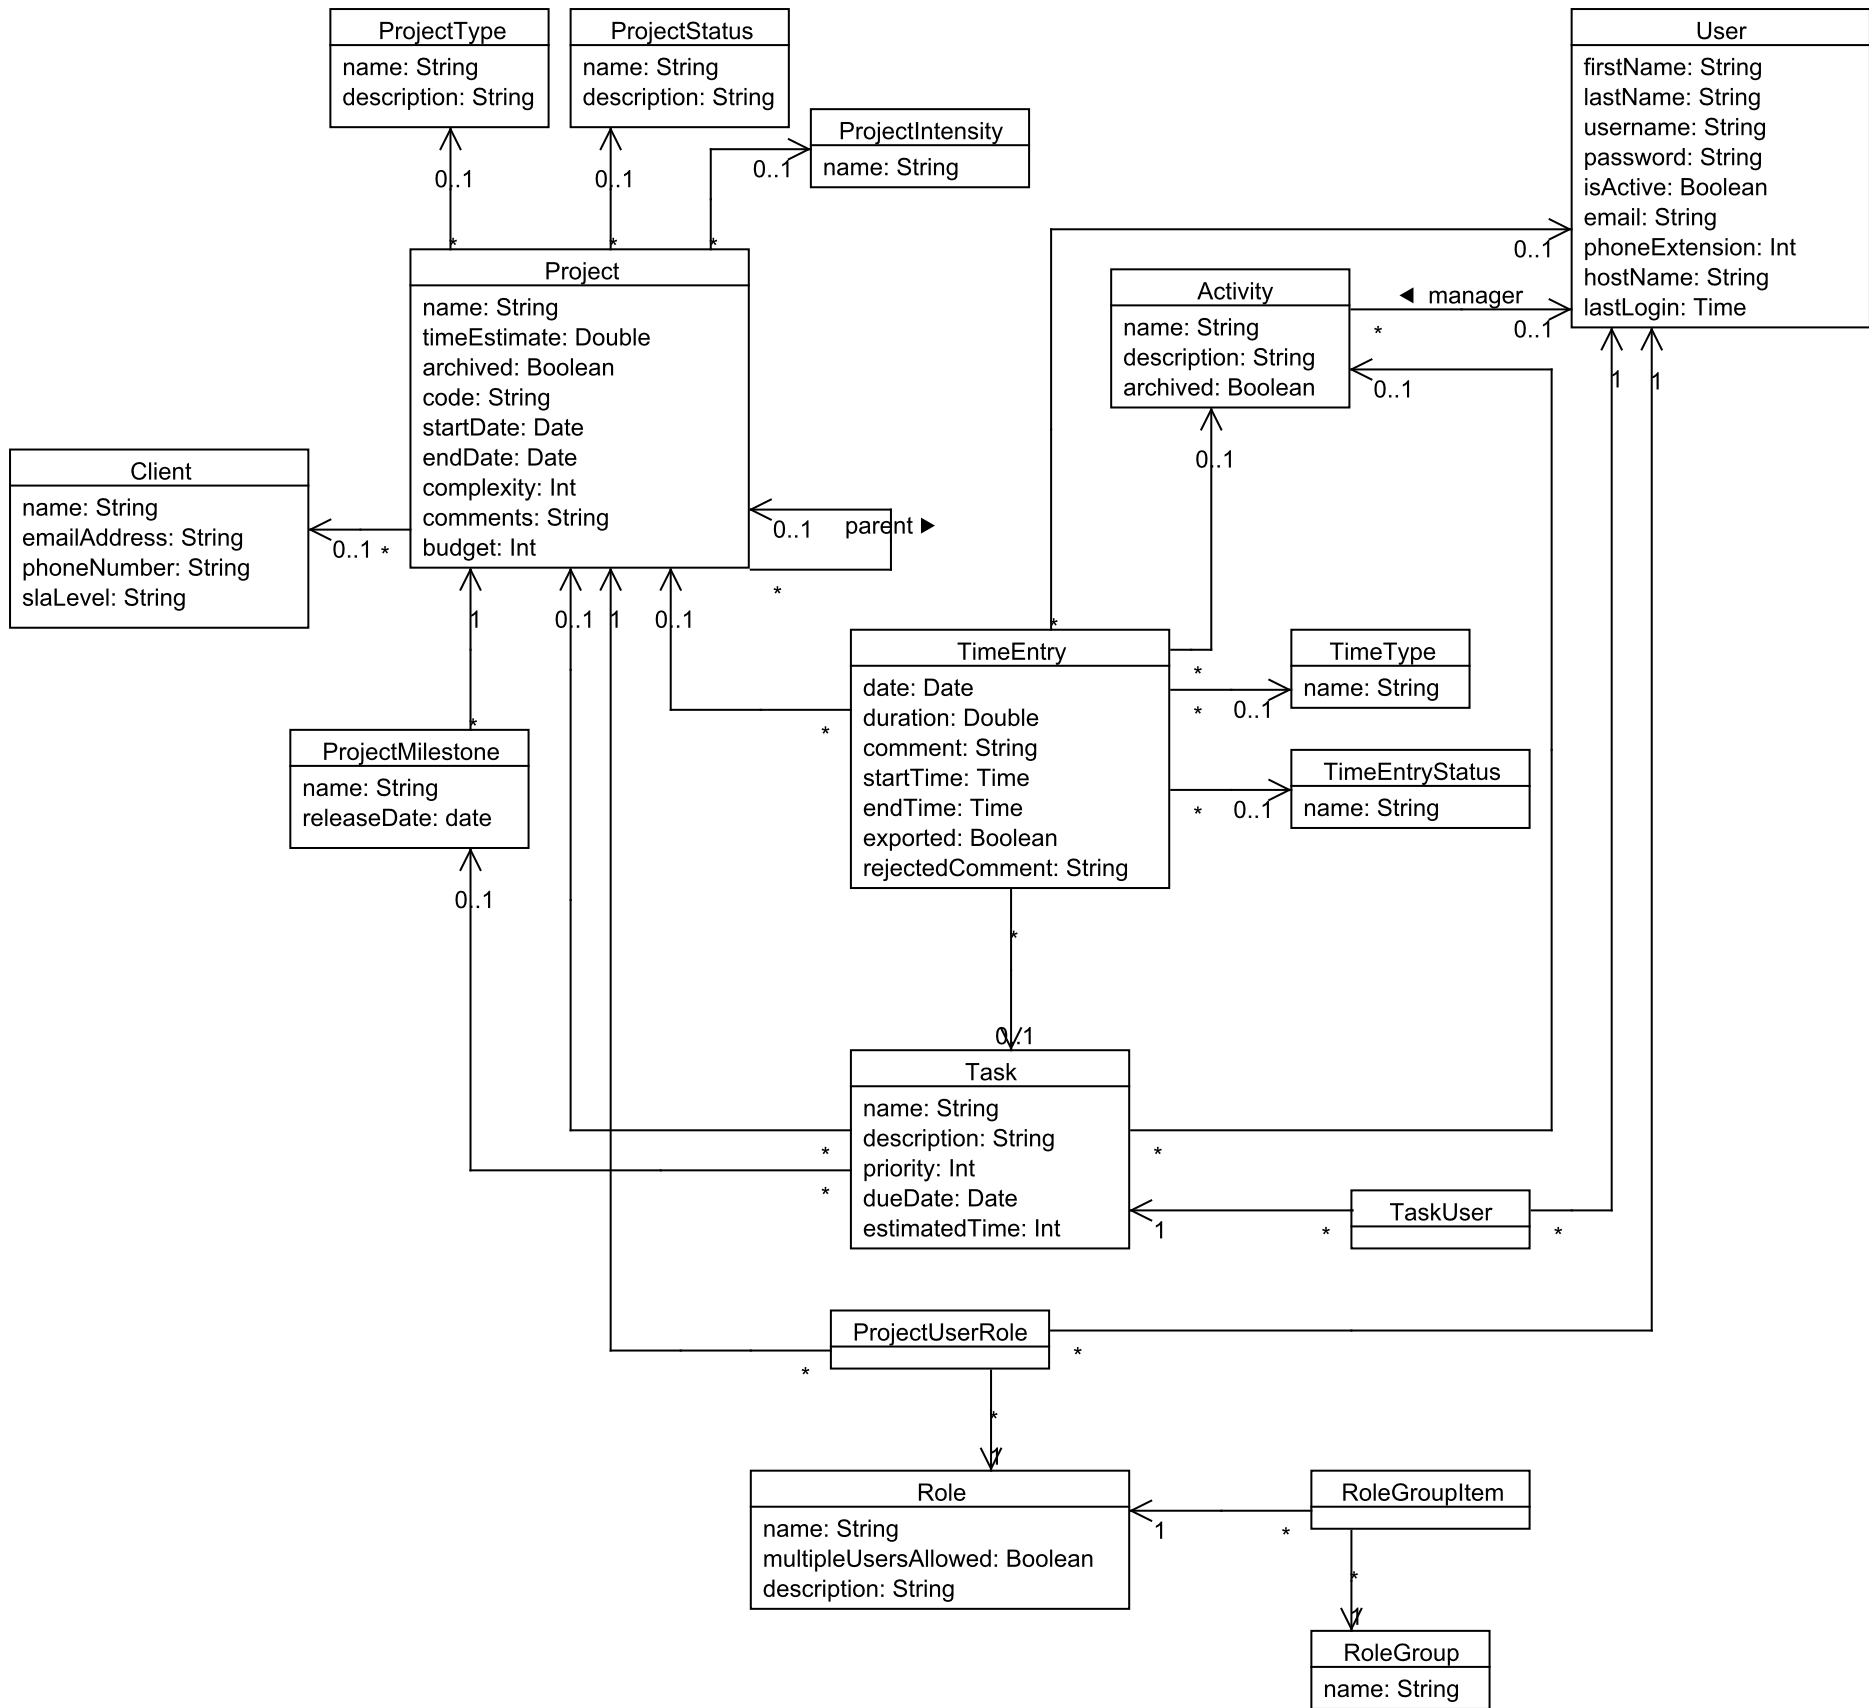 ProjectType
name: String
description: String
ProjectStatus
name: String
description: String
ProjectIntensity
name: String
User
firstName: String
lastName: String
username: String
password: String
isActive: Boolean
email: String
phoneExtension: Int
hostName: String
lastLogin: Time
0..1
0..1
0..1
*
*
*
0..1
Project
name: String
timeEstimate: Double
archived: Boolean
code: String
startDate: Date
endDate: Date
complexity: Int
comments: String
budget: Int
Activity
name: String
description: String
archived: Boolean
◄ manager
*
0..1
0..1
0..1
1
1
Client
name: String
emailAddress: String
phoneNumber: String
slaLevel: String
0..1
*
0..1
parent ►
*
1
0..1
1
0..1
*
TimeEntry
date: Date
duration: Double
comment: String
startTime: Time
endTime: Time
exported: Boolean
rejectedComment: String
*
*
*
0..1
TimeType
name: String
*
0..1
TimeEntryStatus
name: String
*
ProjectMilestone
name: String
releaseDate: date
0..1
*
0..1
Task
name: String
description: String
priority: Int
dueDate: Date
estimatedTime: Int
*
*
*
1
*
TaskUser
*
ProjectUserRole
*
*
*
1
Role
name: String
multipleUsersAllowed: Boolean
description: String
1
*
RoleGroupItem
*
1
RoleGroup
name: String